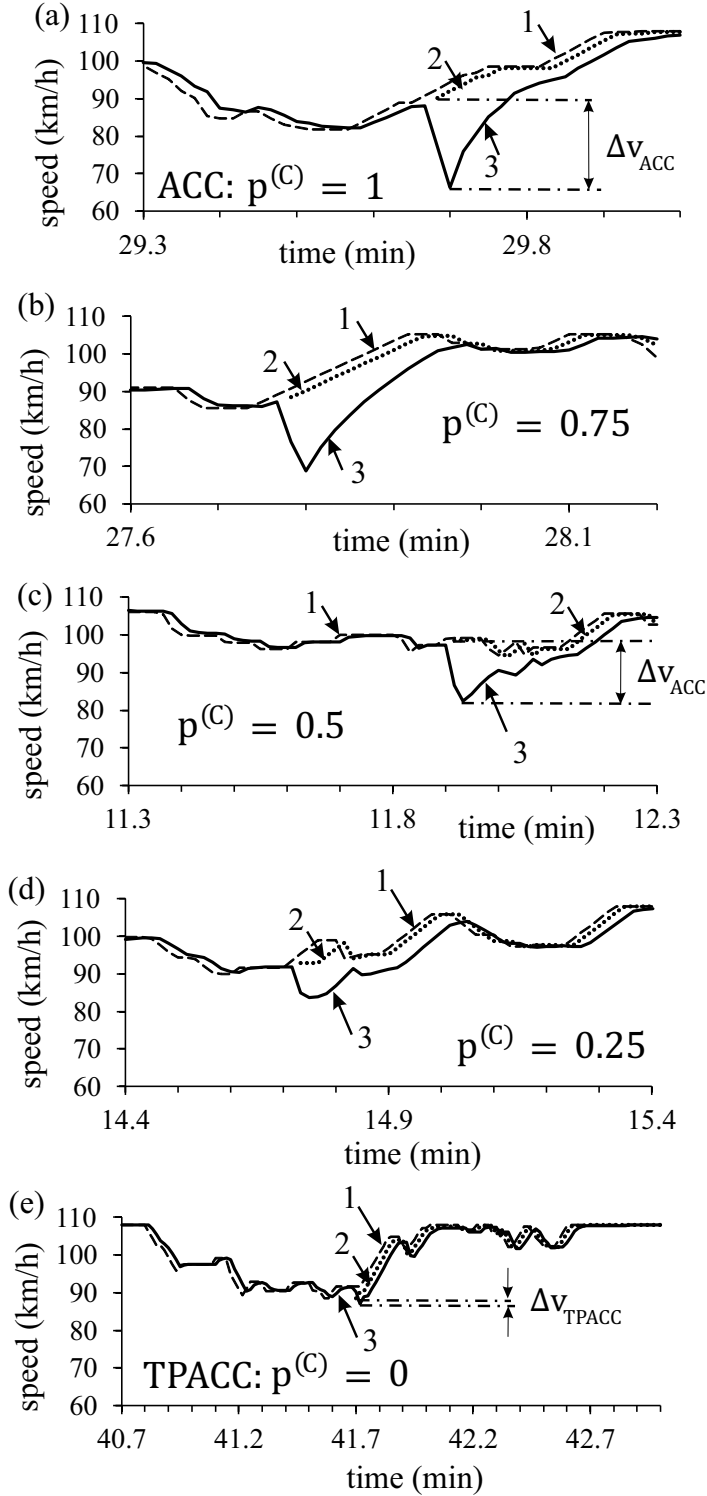 (a)
speed (km/h)
110
100
90
80
70
60
1
2
3
Δv_ACC
ACC: p^(C) = 1
29.3
29.8
time (min)
(b)
speed (km/h)
110
100
90
80
70
60
1
2
3
p^(C) = 0.75
27.6
28.1
time (min)
(c)
speed (km/h)
110
100
90
80
70
60
1
2
3
Δv_ACC
p^(C) = 0.5
11.3
11.8
12.3
time (min)
(d)
speed (km/h)
110
100
90
80
70
60
1
2
3
p^(C) = 0.25
14.4
14.9
15.4
time (min)
(e)
speed (km/h)
110
100
90
80
70
60
1
2
3
Δv_TPACC
TPACC: p^(C) = 0
40.7
41.2
41.7
42.2
42.7
time (min)